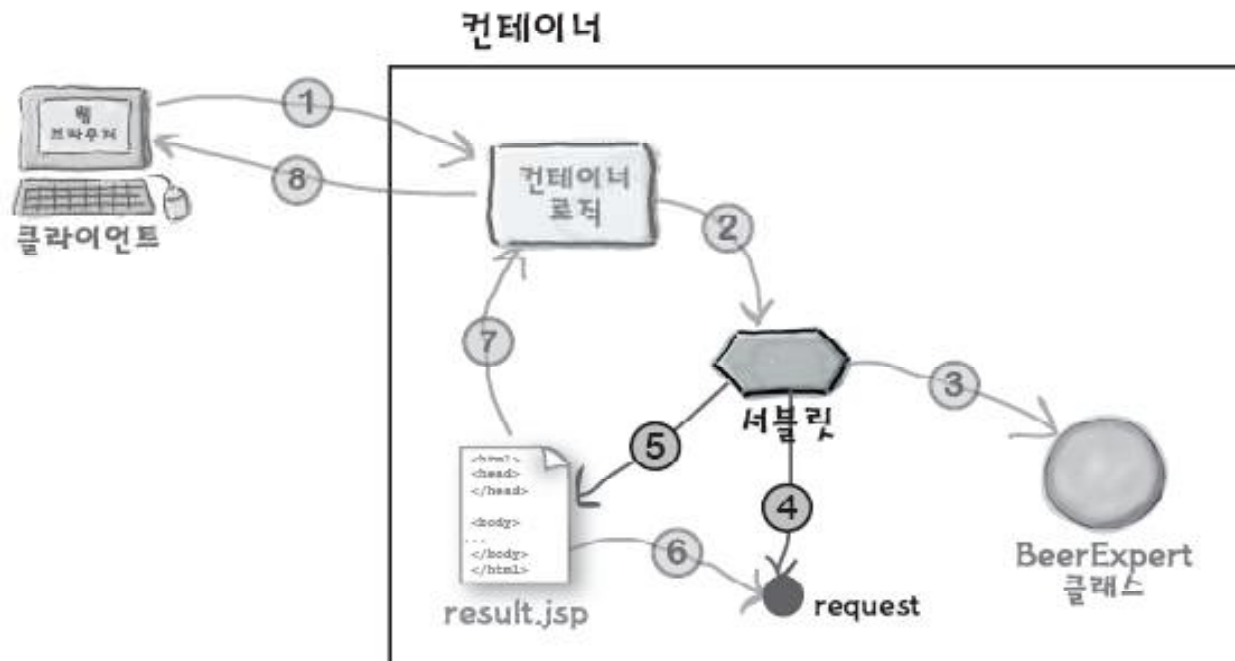 컨테이너
웹
브라우저
클라이언트
1
8
컨테이너
로직
2
7
3
서블릿
5
4
<html>
<head>
</head>
<body>
...
</body>
</html>
6
result.jsp
request
BeerExpert
클래스